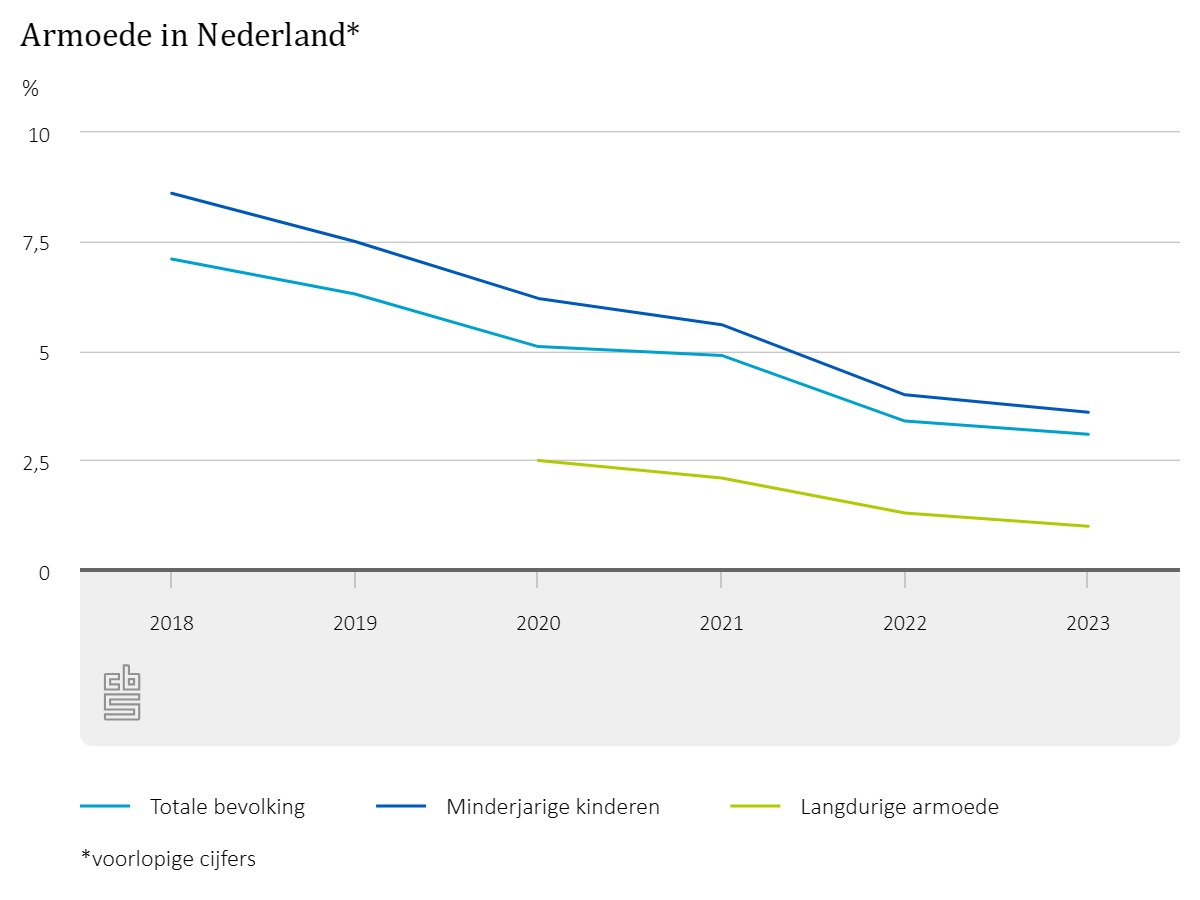 Armoede in Nederland*
%
10
7,5
5
2,5
0
2018 2019 2020 2021 2022 2023
cbs
Totale bevolking Minderjarige kinderen Langdurige armoede
*voorlopige cijfers